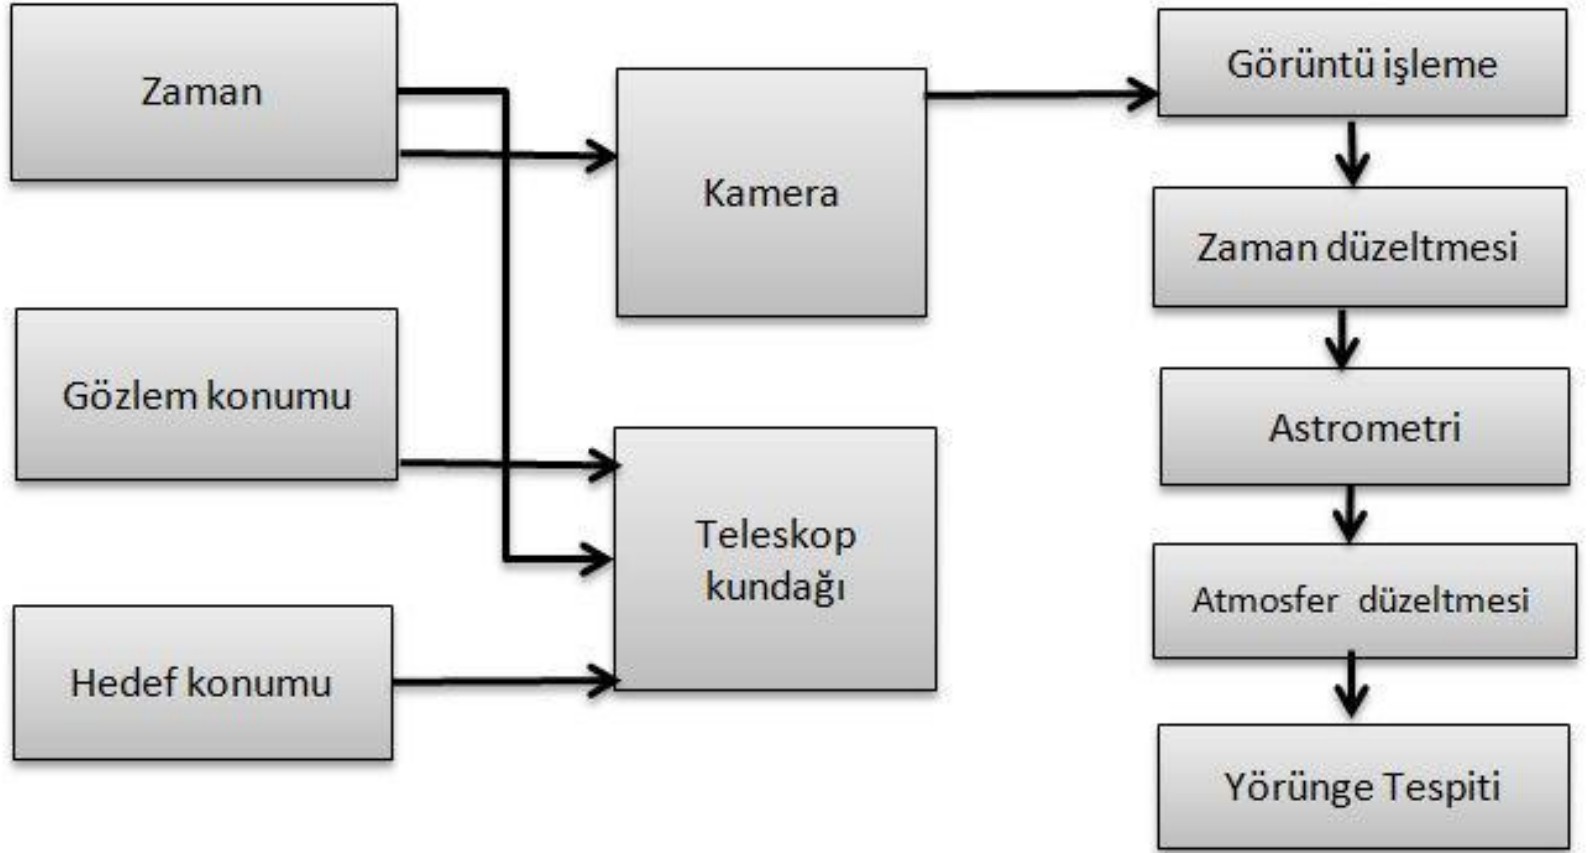 Zaman
Gözlem konumu
Hedef konumu
Kamera
Teleskop
kundağı
Görüntü işleme
Zaman düzeltmesi
Astrometri
Atmosfer düzeltmesi
Yörünge Tespiti